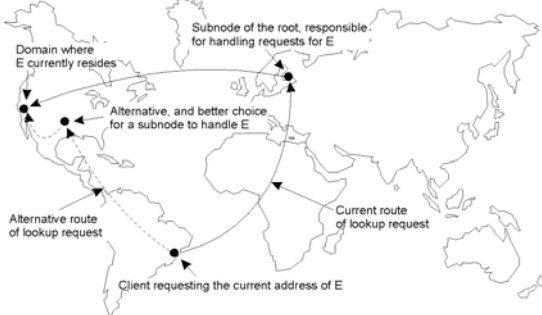 Subnode of the root, responsible
for handling requests for E
Domain where
E currently resides
Alternative, and better choice
for a subnode to handle E
Alternative route
of lookup request
Current route
of lookup request
Client requesting the current address of E